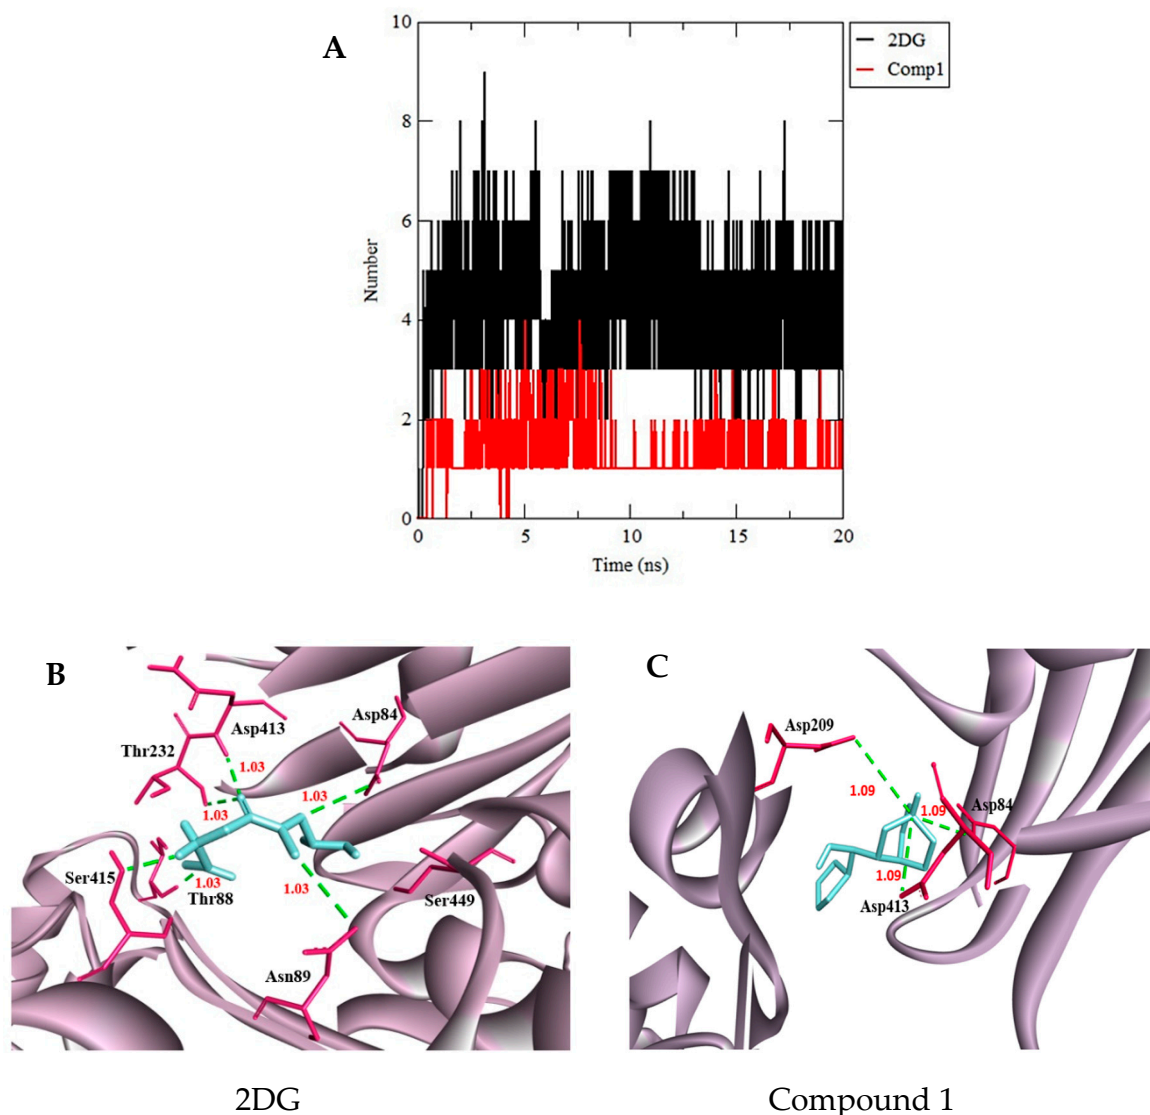 A
10
8
6
4
2
0
Number
0 5 10 15 20
Time (ns)
2DG
Comp1
B
Asp413
Asp84
Thr232
1.03
1.03
1.03
Ser415
1.03
Thr88
1.03
Ser449
Asn89
C
Asp209
1.09
1.09
Asp84
1.09
Asp413
2DG
Compound 1